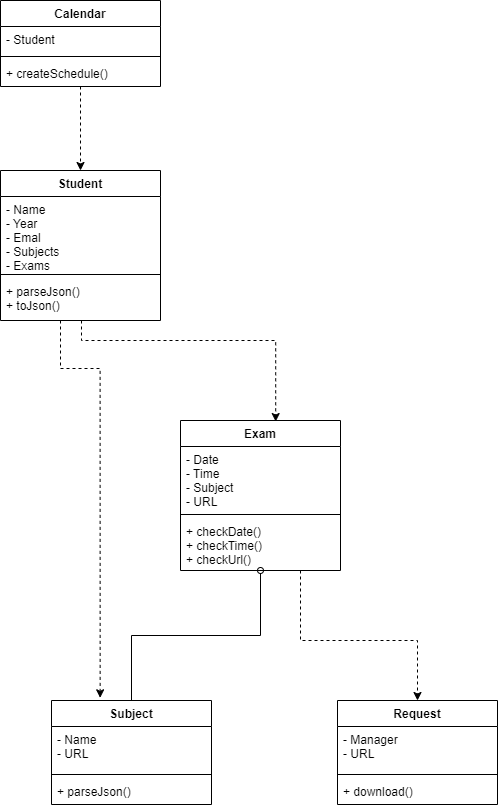 Calendar
- Student
+ createSchedule()
Student
- Name
- Year
- Emal
- Subjects
- Exams
+ parseJson()
+ toJson()
Exam
- Date
- Time
- Subject
- URL
+ checkDate()
+ checkTime()
+ checkUrl()
Subject
- Name
- URL
+ parseJson()
Request
- Manager
- URL
+ download()